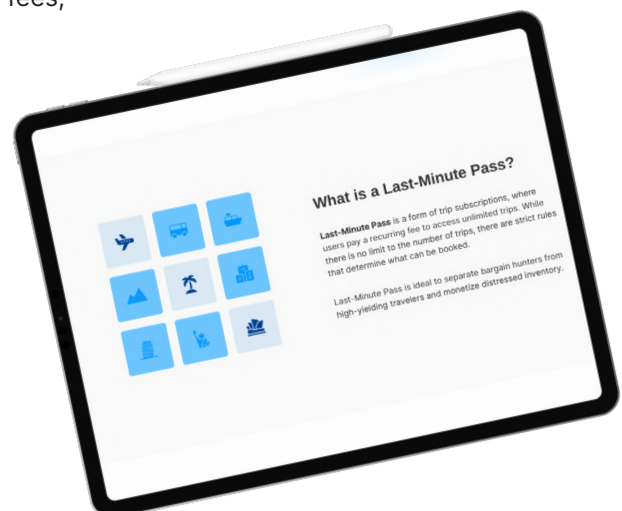 fees,
What is a Last-Minute Pass?
Last-Minute Pass is a form of trip subscriptions, where
users pay a recurring fee to access unlimited trips. While
there is no limit to the number of trips, there are strict rules
that determine what can be booked.
Last-Minute Pass is ideal to separate bargain hunters from
high-yielding travelers and monetize distressed inventory.